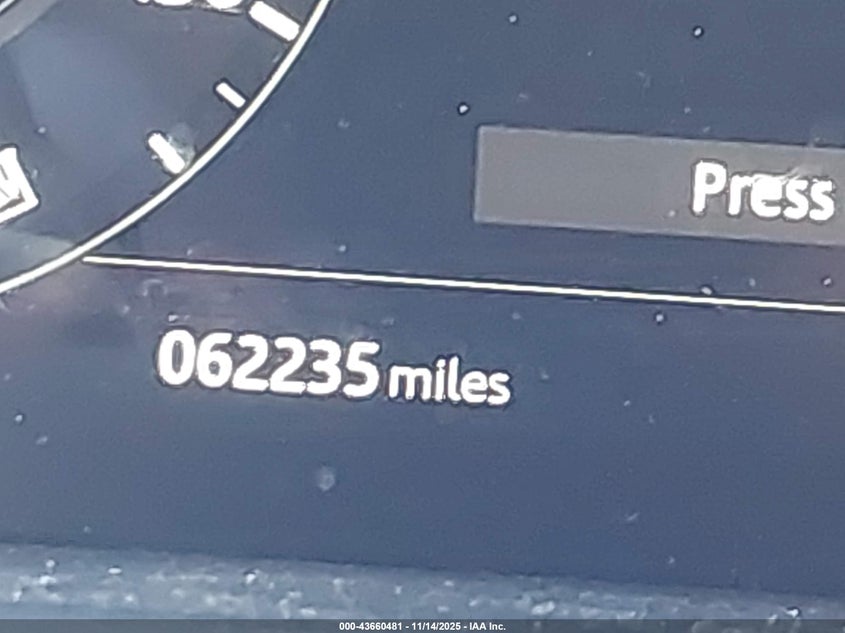 Press
062235 miles
000-43660481 - 11/14/2025 - IAA Inc.